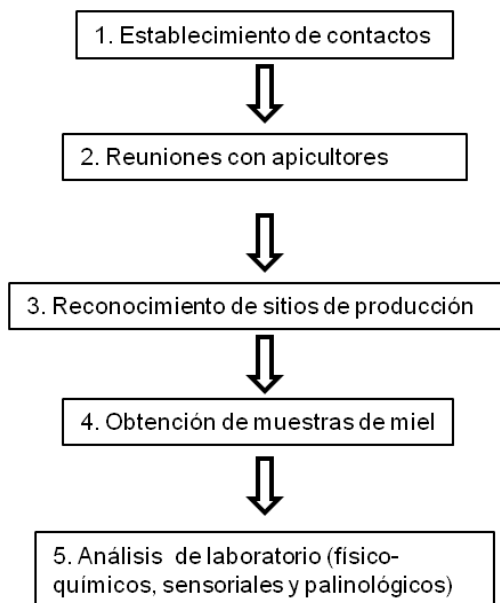 1. Establecimiento de contactos
2. Reuniones con apicultores
3. Reconocimiento de sitios de producción
4. Obtención de muestras de miel
5. Análisis de laboratorio (físico-
químicos, sensoriales y palinológicos)